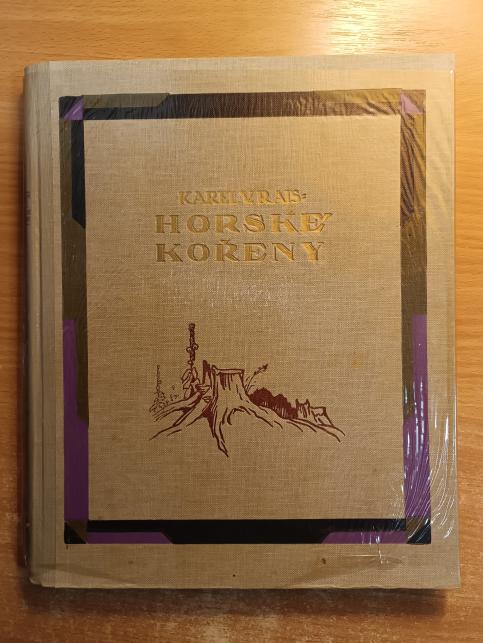 KAREL V. RAIS-
HORSKÉ
KOŘENY